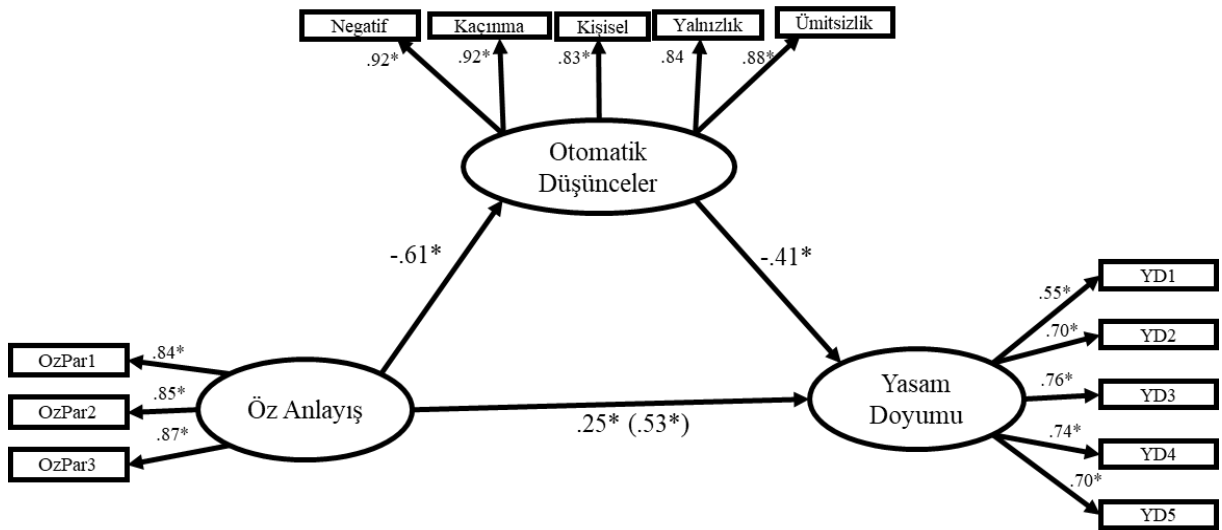 Negatif
Kaçınma
Kişisel
Yalnızlık
Ümitsizlik
.92*
.92*
.83*
.84
.88*
Otomatik
Düşünceler
-.61*
-.41*
OzPar1
OzPar2
OzPar3
.84*
.85*
.87*
Öz Anlayış
.25* (.53*)
Yasam
Doyumu
.55*
.70*
.76*
.74*
.70*
YD1
YD2
YD3
YD4
YD5